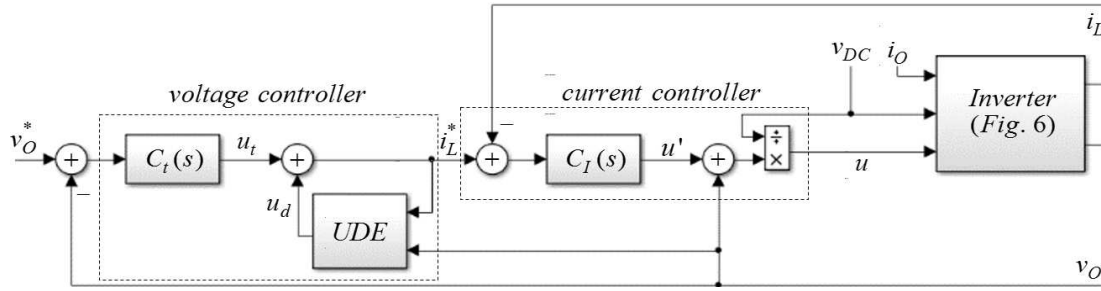 i_L
v_DC i_O
voltage controller
current controller
Inverter
(Fig. 6)
v_O^*
+
−
C_t(s)
u_t
+
i_L^*
−
+
C_I(s)
u'
+
÷
×
u
u_d
UDE
v_O